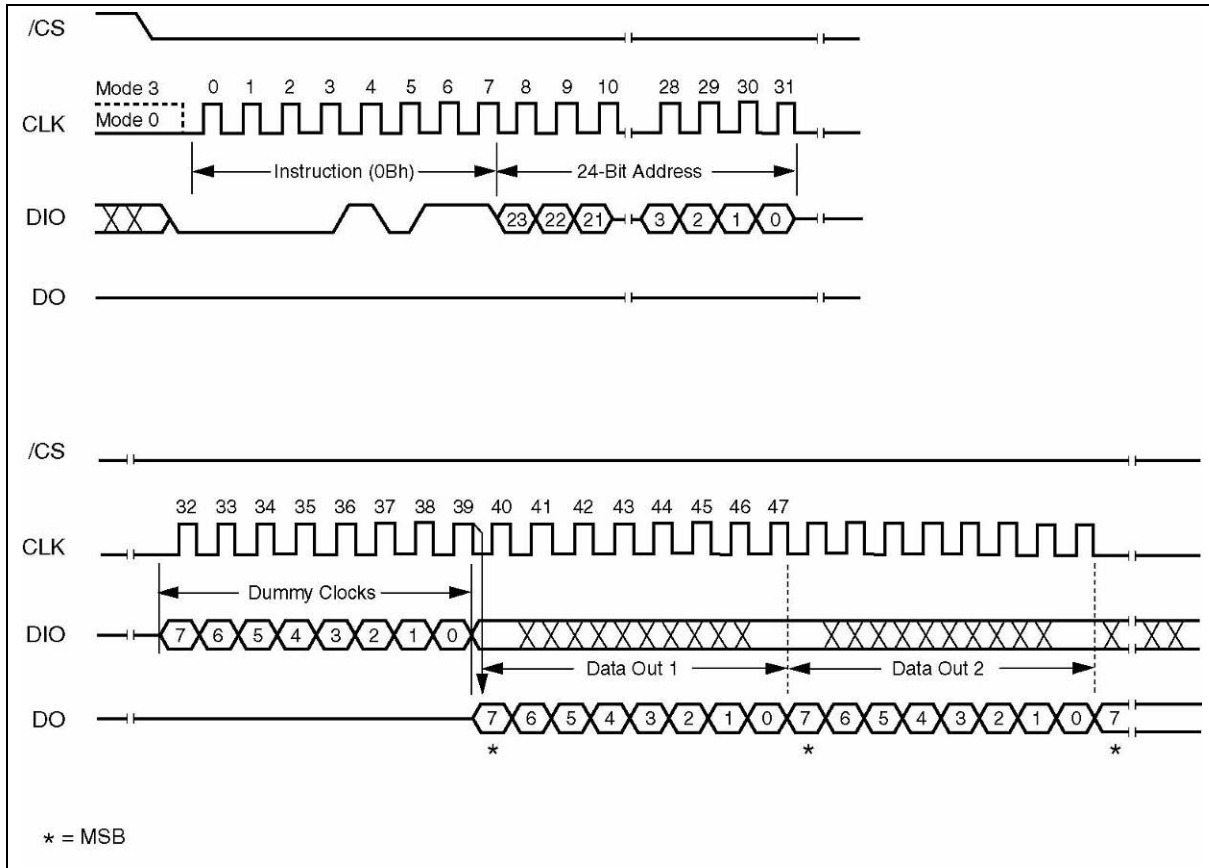 /CS
Mode 3 0 1 2 3 4 5 6 7 8 9 10 28 29 30 31
Mode 0
CLK
Instruction (0Bh) 24-Bit Address
DIO 23 22 21 3 2 1 0
DO
/CS
32 33 34 35 36 37 38 39 40 41 42 43 44 45 46 47
CLK
Dummy Clocks
DIO 7 6 5 4 3 2 1 0
Data Out 1 Data Out 2
DO 7 6 5 4 3 2 1 0 7 6 5 4 3 2 1 0 7
* * *
* = MSB